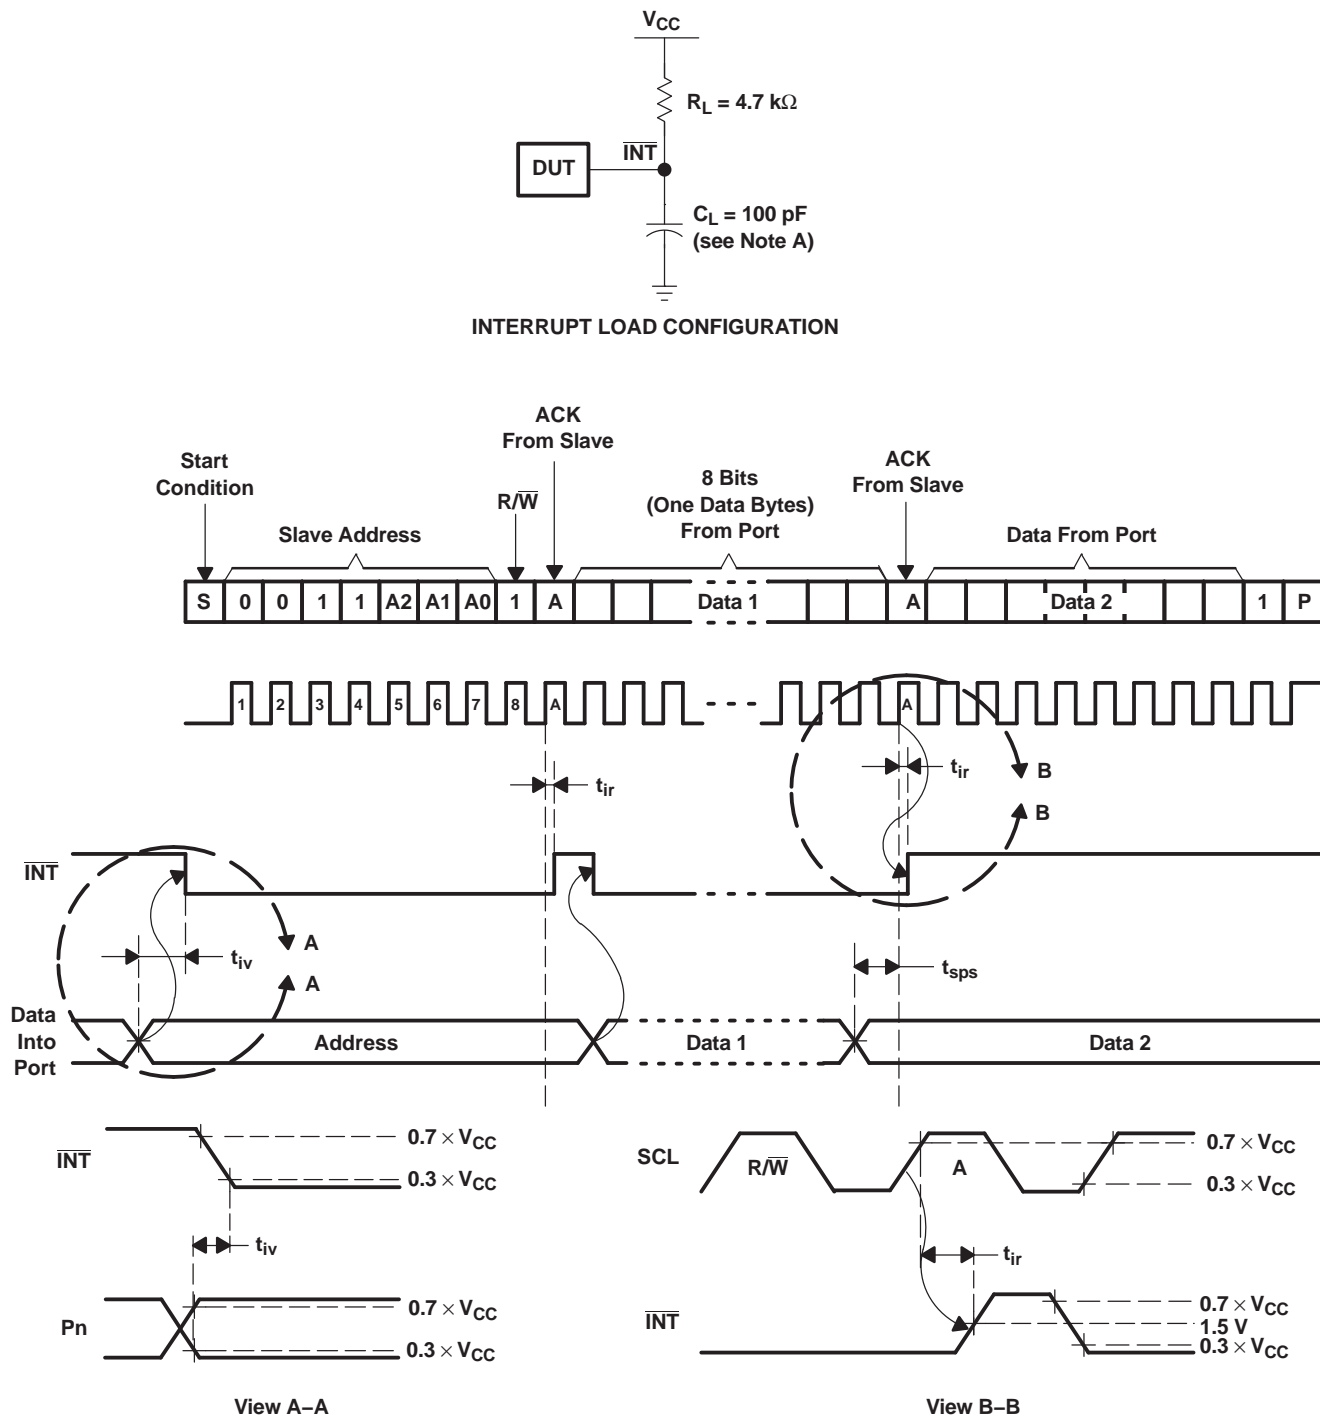 VCC
RL = 4.7 kΩ
INT
DUT
CL = 100 pF
(see Note A)
INTERRUPT LOAD CONFIGURATION
ACK
From Slave
Start
Condition
R/W
8 Bits
(One Data Bytes)
From Port
ACK
From Slave
Slave Address
Data From Port
S 0 0 1 1 A2 A1 A0 1 A Data 1 A Data 2 1 P
1 2 3 4 5 6 7 8 A A
tir
tir
B
B
INT
A
tiv
A
tsps
Data
Into
Port
Address
Data 1
Data 2
INT
0.7 × VCC
0.3 × VCC
tiv
Pn
0.7 × VCC
0.3 × VCC
View A–A
SCL
R/W
A
0.7 × VCC
0.3 × VCC
tir
INT
0.7 × VCC
1.5 V
0.3 × VCC
View B–B